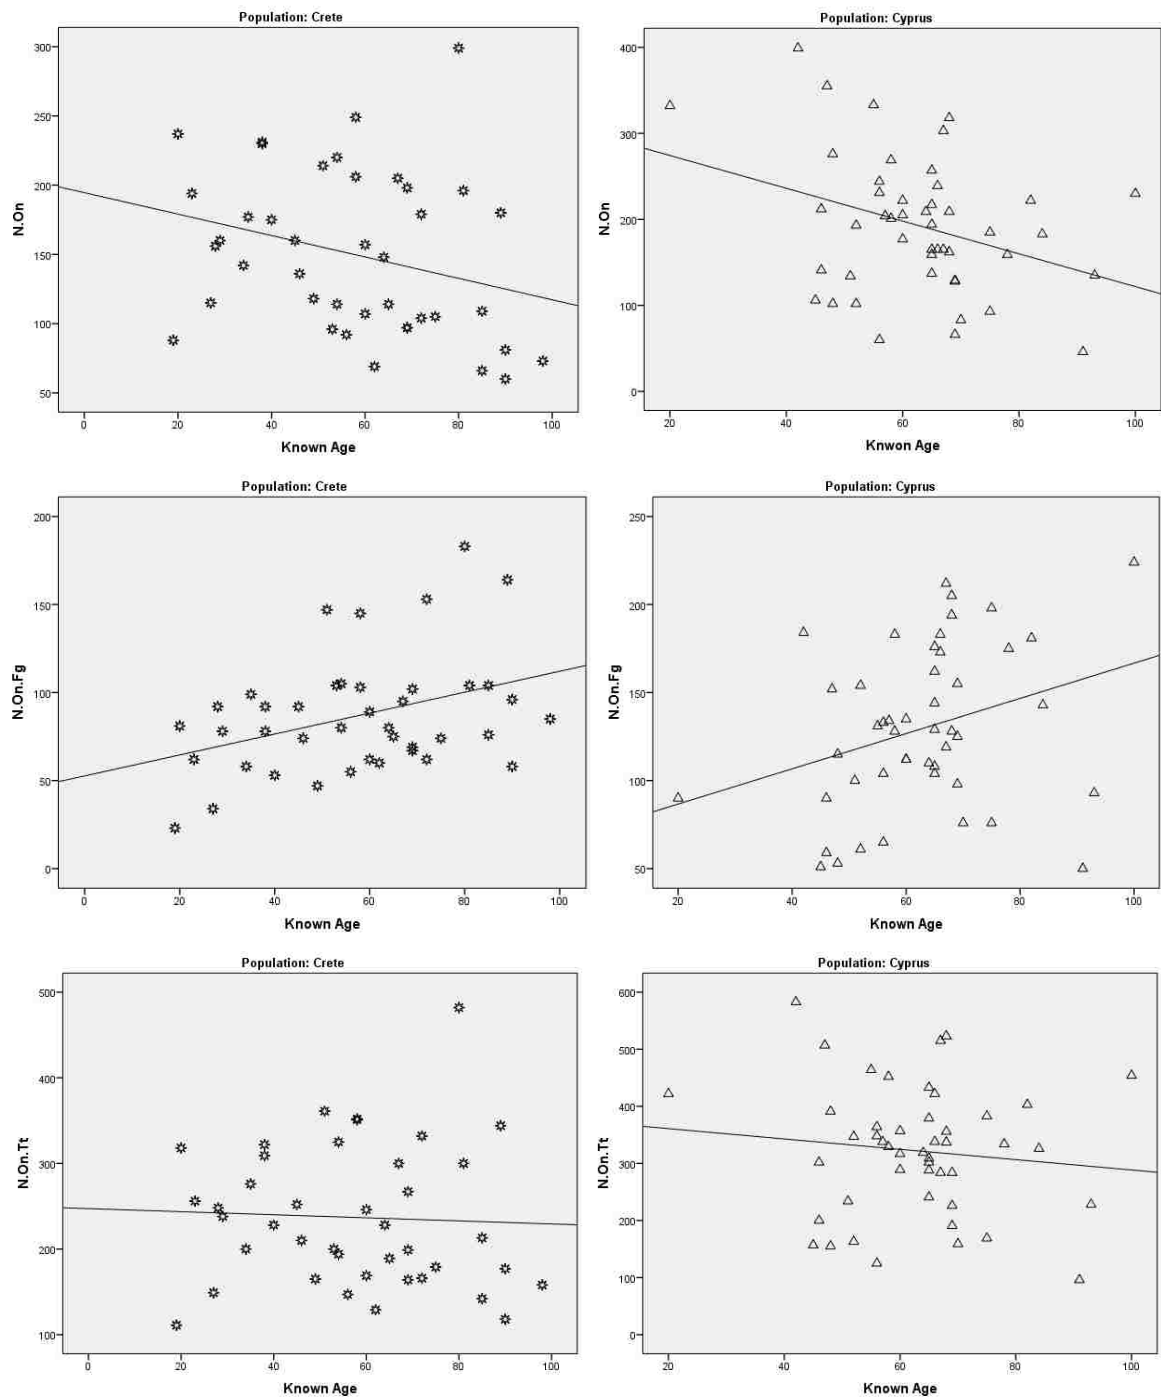 Population: Crete
300
250
200
150
100
50
N.On
0 20 40 60 80 100
Known Age
Population: Cyprus
400
300
200
100
0
N.On
20 40 60 80 100
Knwon Age
Population: Crete
200
150
100
50
0
N.On.Fg
0 20 40 60 80 100
Known Age
Population: Cyprus
250
200
150
100
50
N.On.Fg
20 40 60 80 100
Known Age
Population: Crete
500
400
300
200
100
N.On.Tt
0 20 40 60 80 100
Known Age
Population: Cyprus
600
500
400
300
200
100
0
N.On.Tt
20 40 60 80 100
Known Age